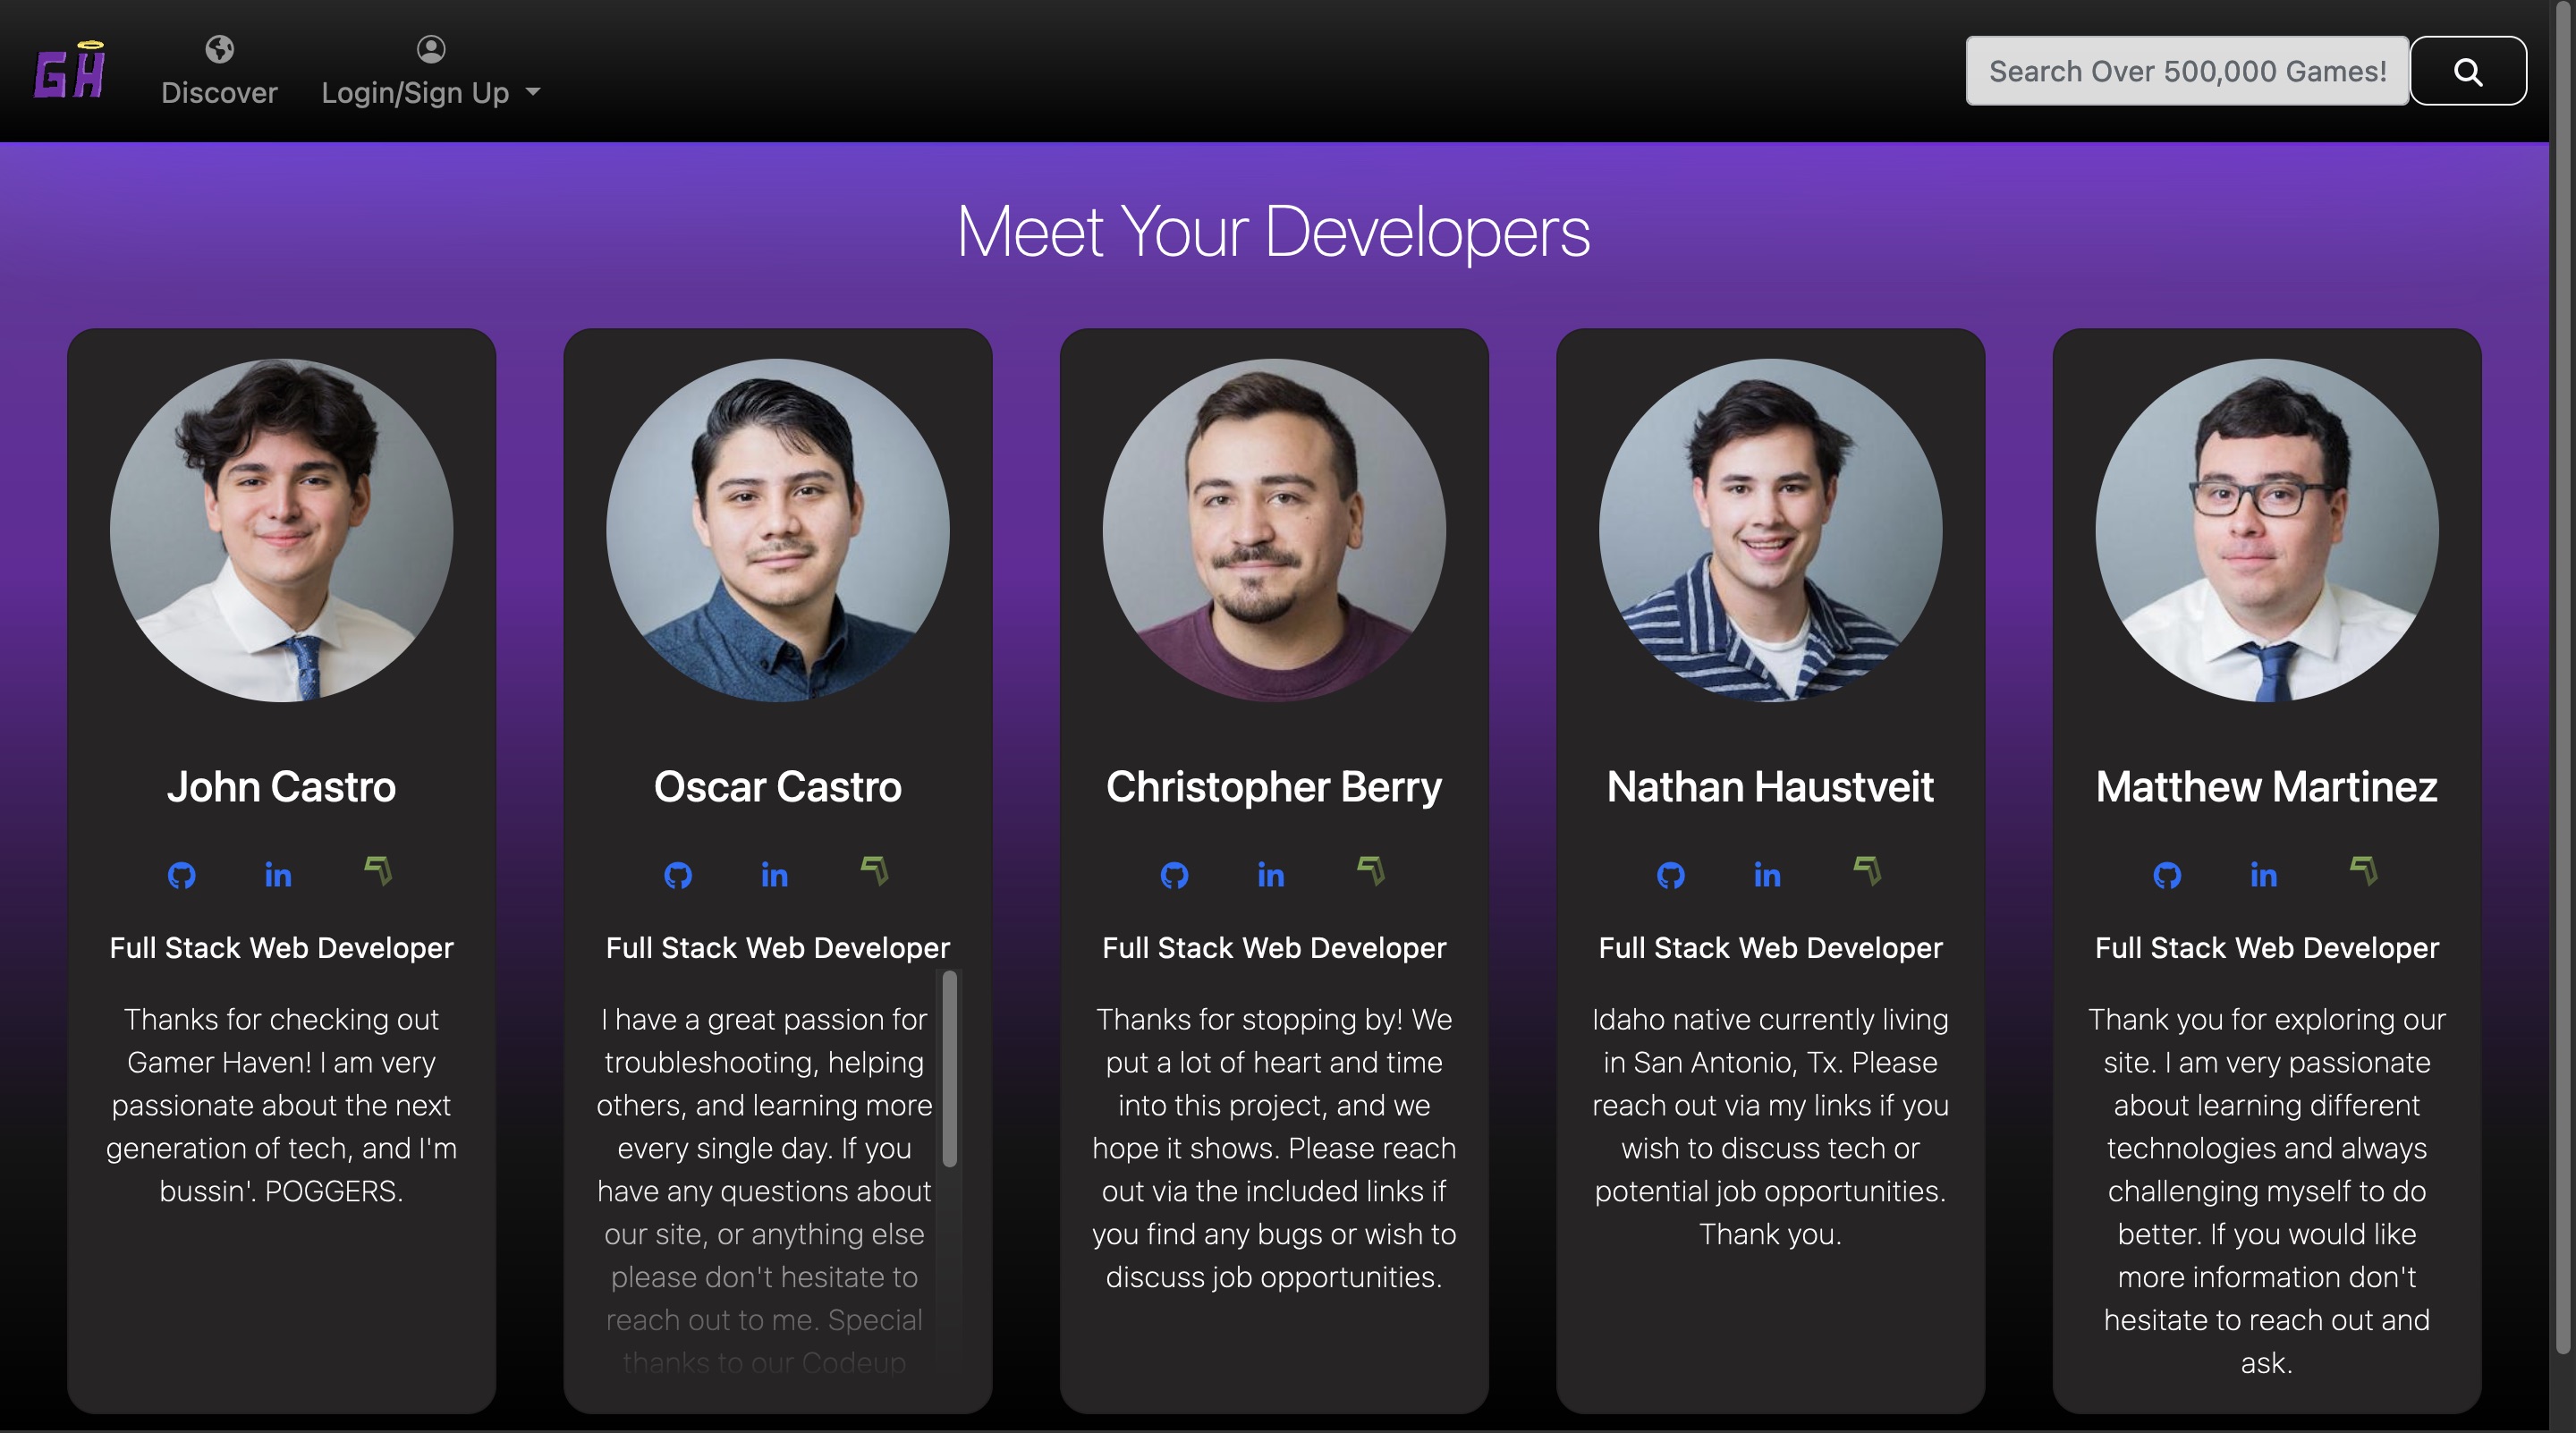 GH
Discover
Login/Sign Up
Search Over 500,000 Games!
Meet Your Developers
John Castro
in
Full Stack Web Developer
Thanks for checking out
Gamer Haven! I am very
passionate about the next
generation of tech, and I'm
bussin'. POGGERS.
Oscar Castro
in
Full Stack Web Developer
I have a great passion for
troubleshooting, helping
others, and learning more
every single day. If you
have any questions about
our site, or anything else
please don't hesitate to
reach out to me. Special
thanks to our Codeup
Christopher Berry
in
Full Stack Web Developer
Thanks for stopping by! We
put a lot of heart and time
into this project, and we
hope it shows. Please reach
out via the included links if
you find any bugs or wish to
discuss job opportunities.
Nathan Haustveit
in
Full Stack Web Developer
Idaho native currently living
in San Antonio, Tx. Please
reach out via my links if you
wish to discuss tech or
potential job opportunities.
Thank you.
Matthew Martinez
in
Full Stack Web Developer
Thank you for exploring our
site. I am very passionate
about learning different
technologies and always
challenging myself to do
better. If you would like
more information don't
hesitate to reach out and
ask.